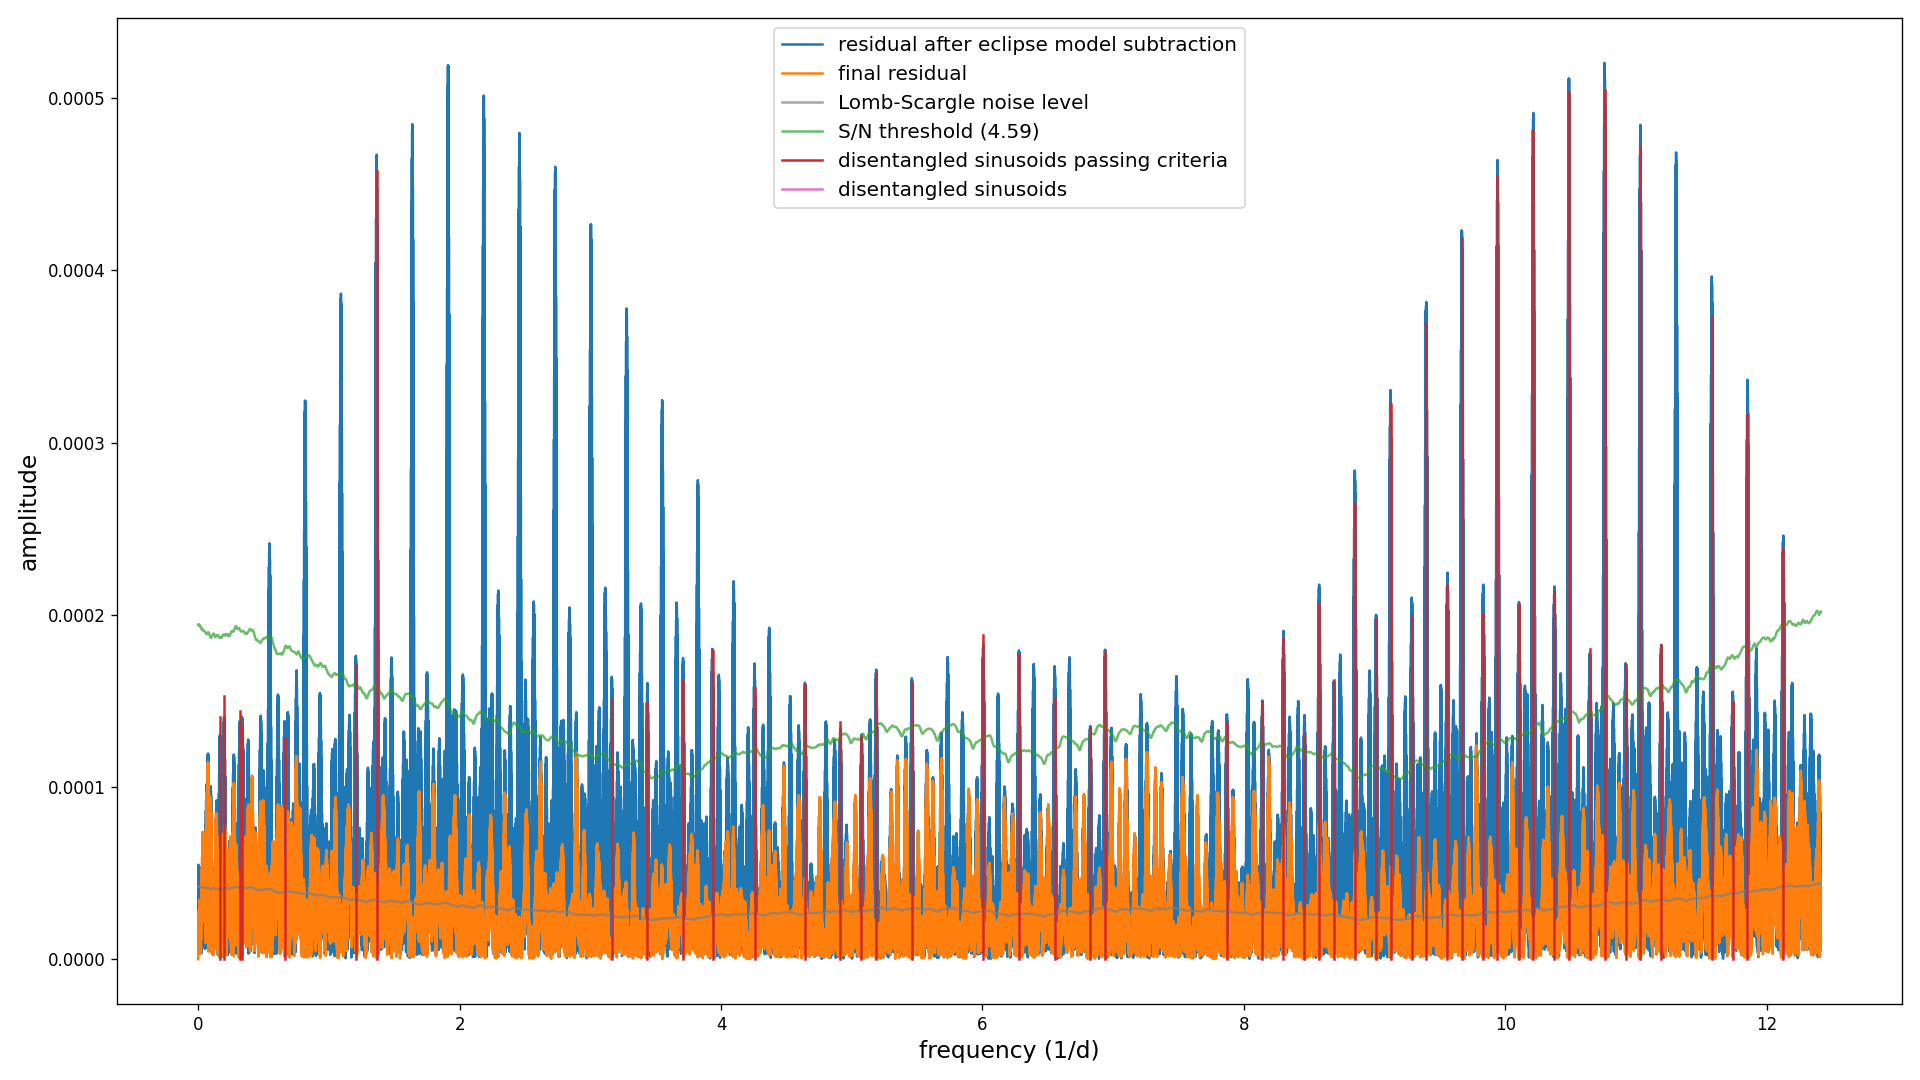 residual after eclipse model subtraction
final residual
Lomb-Scargle noise level
S/N threshold (4.59)
disentangled sinusoids passing criteria
disentangled sinusoids
amplitude
0.0005
0.0004
0.0003
0.0002
0.0001
0.0000
0 2 4 6 8 10 12
frequency (1/d)